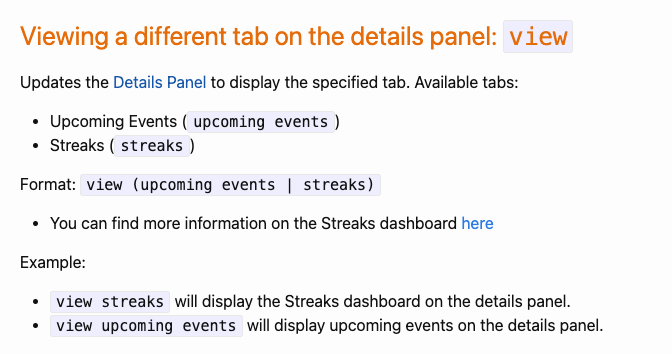 Viewing a different tab on the details panel: view
Updates the Details Panel to display the specified tab. Available tabs:
• Upcoming Events ( upcoming events )
• Streaks ( streaks )
Format: view (upcoming events | streaks)
• You can find more information on the Streaks dashboard here
Example:
• view streaks will display the Streaks dashboard on the details panel.
• view upcoming events will display upcoming events on the details panel.